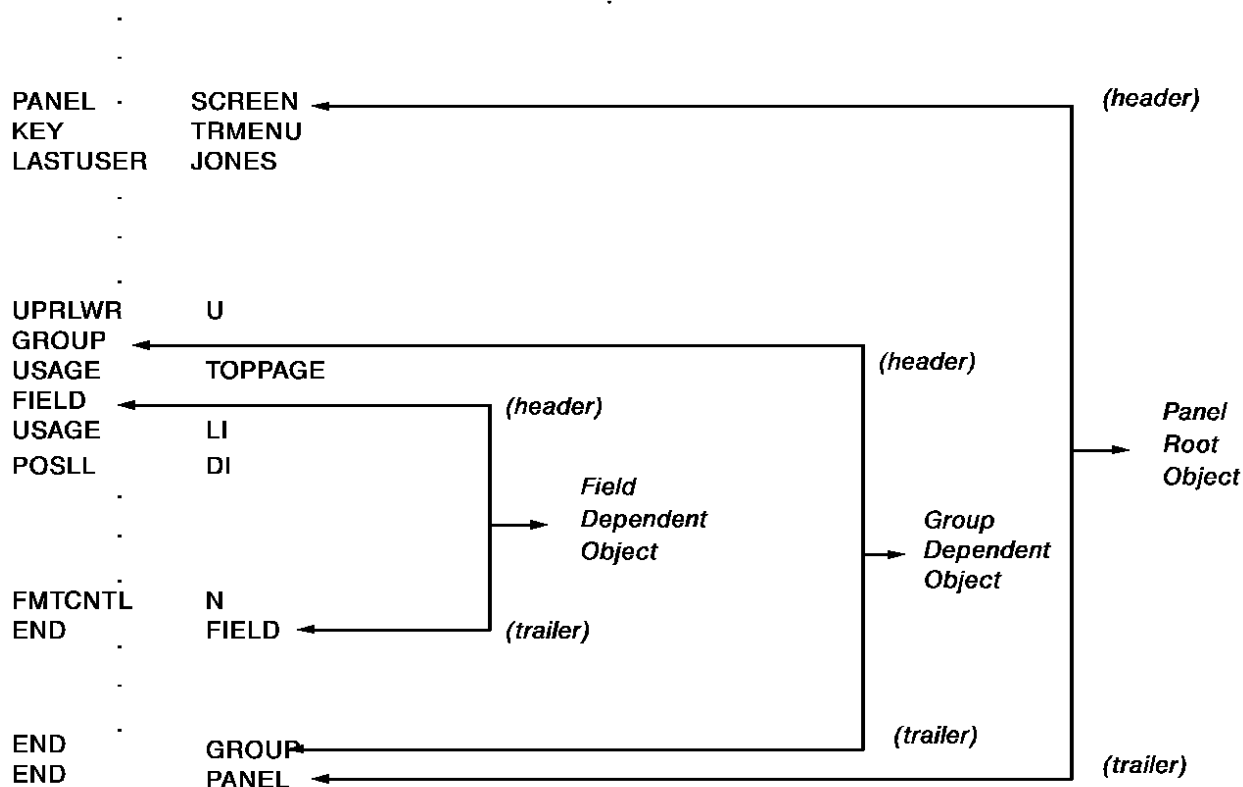 PANEL SCREEN (header)
KEY TRMENU
LASTUSER JONES
UPRLWR U
GROUP (header)
USAGE TOPPAGE
FIELD (header)
USAGE LI
POSLL DI
Panel
Root
Object
Field
Dependent
Object
Group
Dependent
Object
FMTCNTL N
END FIELD (trailer)
END GROUP (trailer)
END PANEL (trailer)